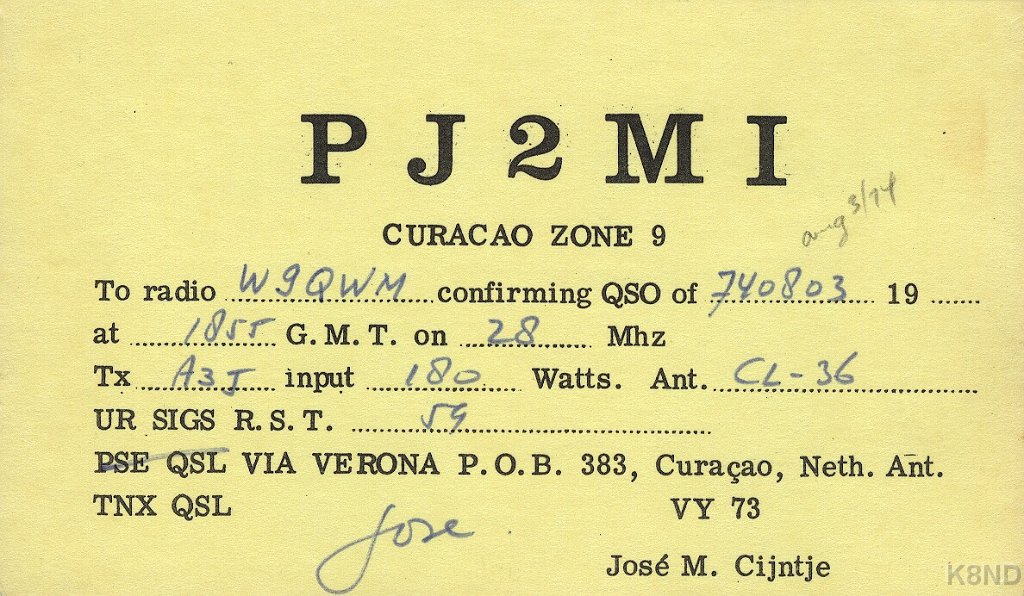 PJ2MI
CURACAO ZONE 9
aug 3/74
To radio W9QWM confirming QSO of 740803 19
at 1855 G.M.T. on 28 Mhz
Tx A3J input 180 Watts. Ant. CL-36
UR SIGS R.S.T. 59
PSE QSL VIA VERONA P.O.B. 383, Curaçao, Neth. Ant.
TNX QSL VY 73
Jose
José M. Cijntje
K8ND